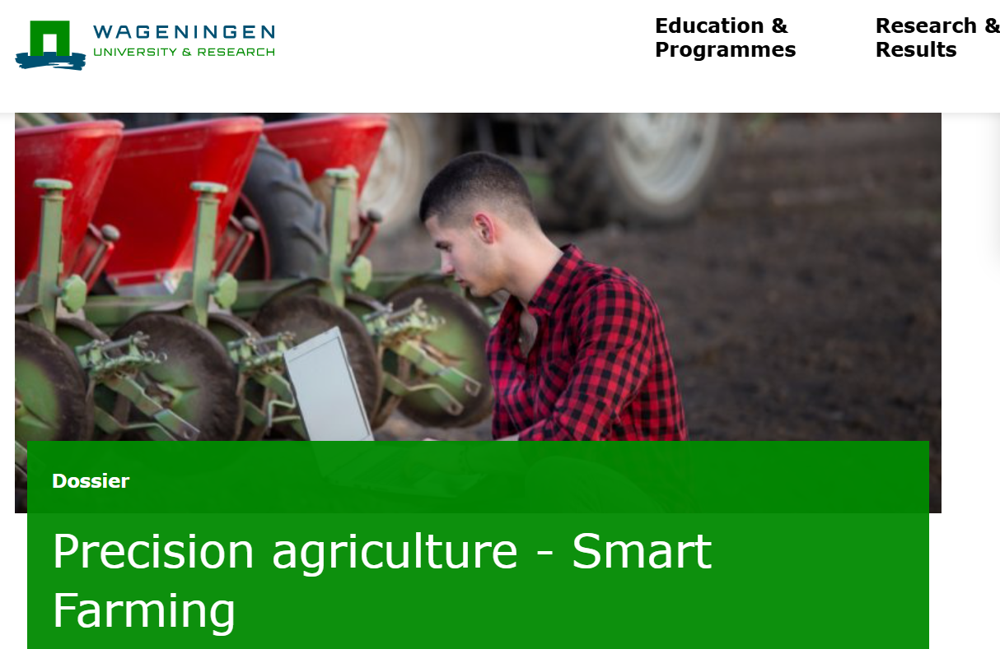 WAGENINGEN
UNIVERSITY & RESEARCH
Education &
Programmes
Research &
Results
Dossier
Precision agriculture - Smart
Farming